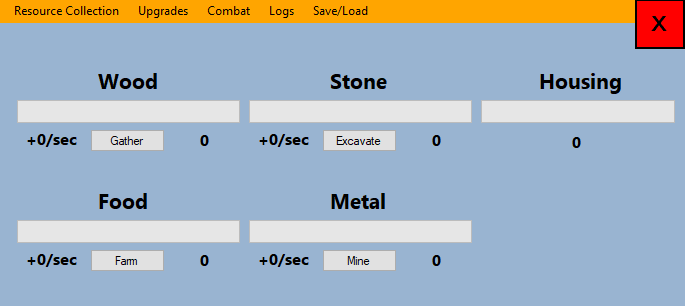 Resource Collection Upgrades Combat Logs Save/Load X
Wood Stone Housing
+0/sec Gather 0 +0/sec Excavate 0 0
Food Metal
+0/sec Farm 0 +0/sec Mine 0